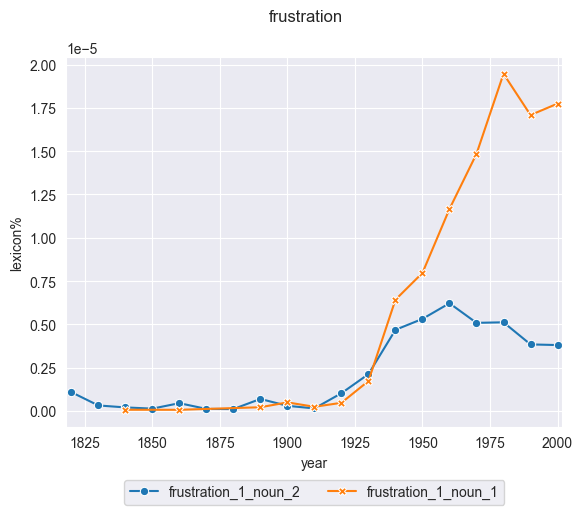 frustration
1e−5
2.00
1.75
1.50
1.25
1.00
0.75
0.50
0.25
0.00
lexicon%
1825 1850 1875 1900 1925 1950 1975 2000
year
frustration_1_noun_2 frustration_1_noun_1